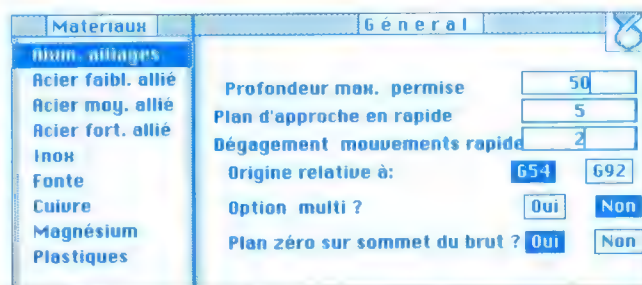 Materiaux
Alum. alliages
Acier faibl. allié
Acier moy. allié
Acier fort. allié
Inox
Fonte
Cuivre
Magnésium
Plastiques
Géneral
Profondeur max. permise 50
Plan d'approche en rapide 5
Dégagement mouvements rapide 2
Origine relative à: G54 G92
Option multi ? Oui Non
Plan zéro sur sommet du brut ? Oui Non